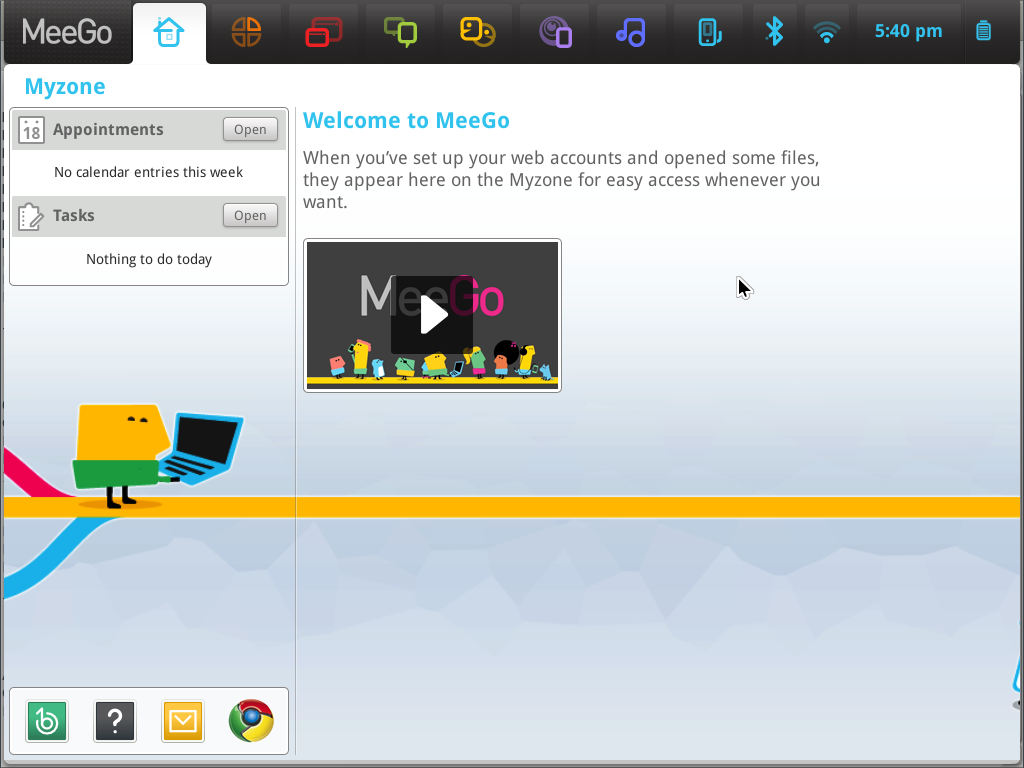 MeeGo
5:40 pm
Myzone
18
Appointments
Open
No calendar entries this week
Tasks
Open
Nothing to do today
Welcome to MeeGo
When you’ve set up your web accounts and opened some files,
they appear here on the Myzone for easy access whenever you
want.
MeeGo
?